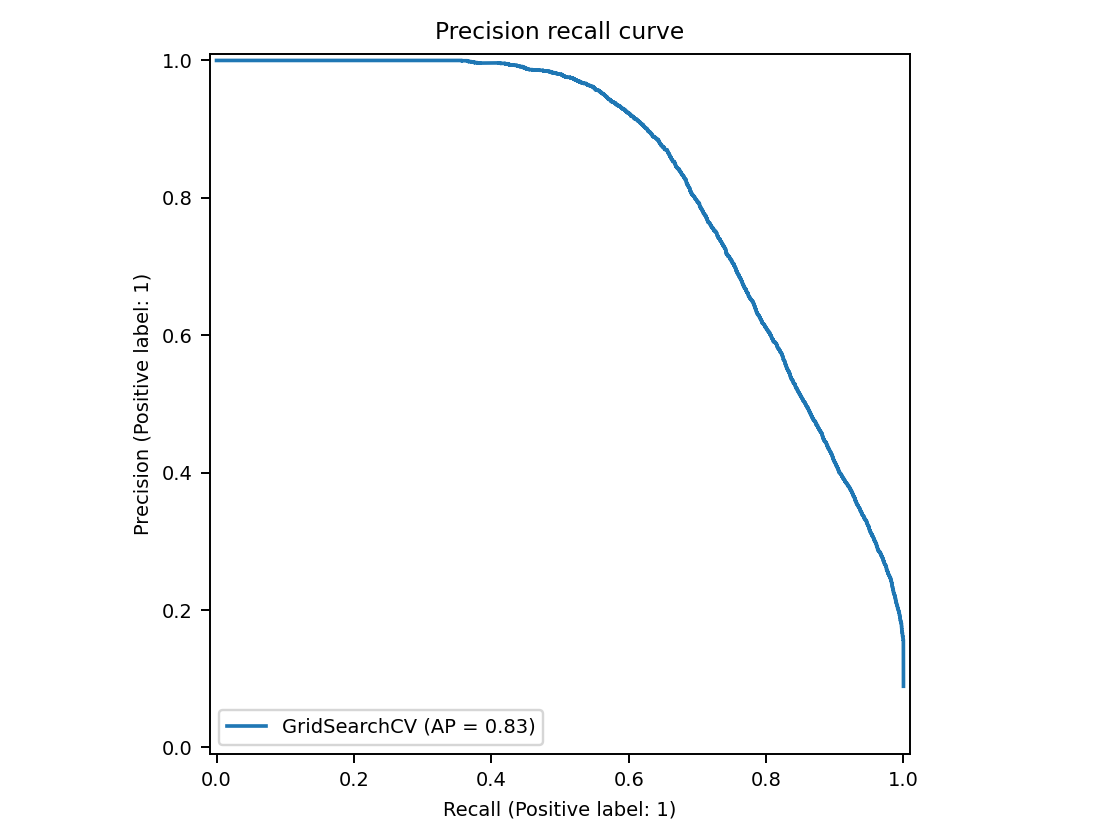 Precision recall curve
1.0
0.8
0.6
0.4
0.2
0.0
Precision (Positive label: 1)
GridSearchCV (AP = 0.83)
0.0 0.2 0.4 0.6 0.8 1.0
Recall (Positive label: 1)